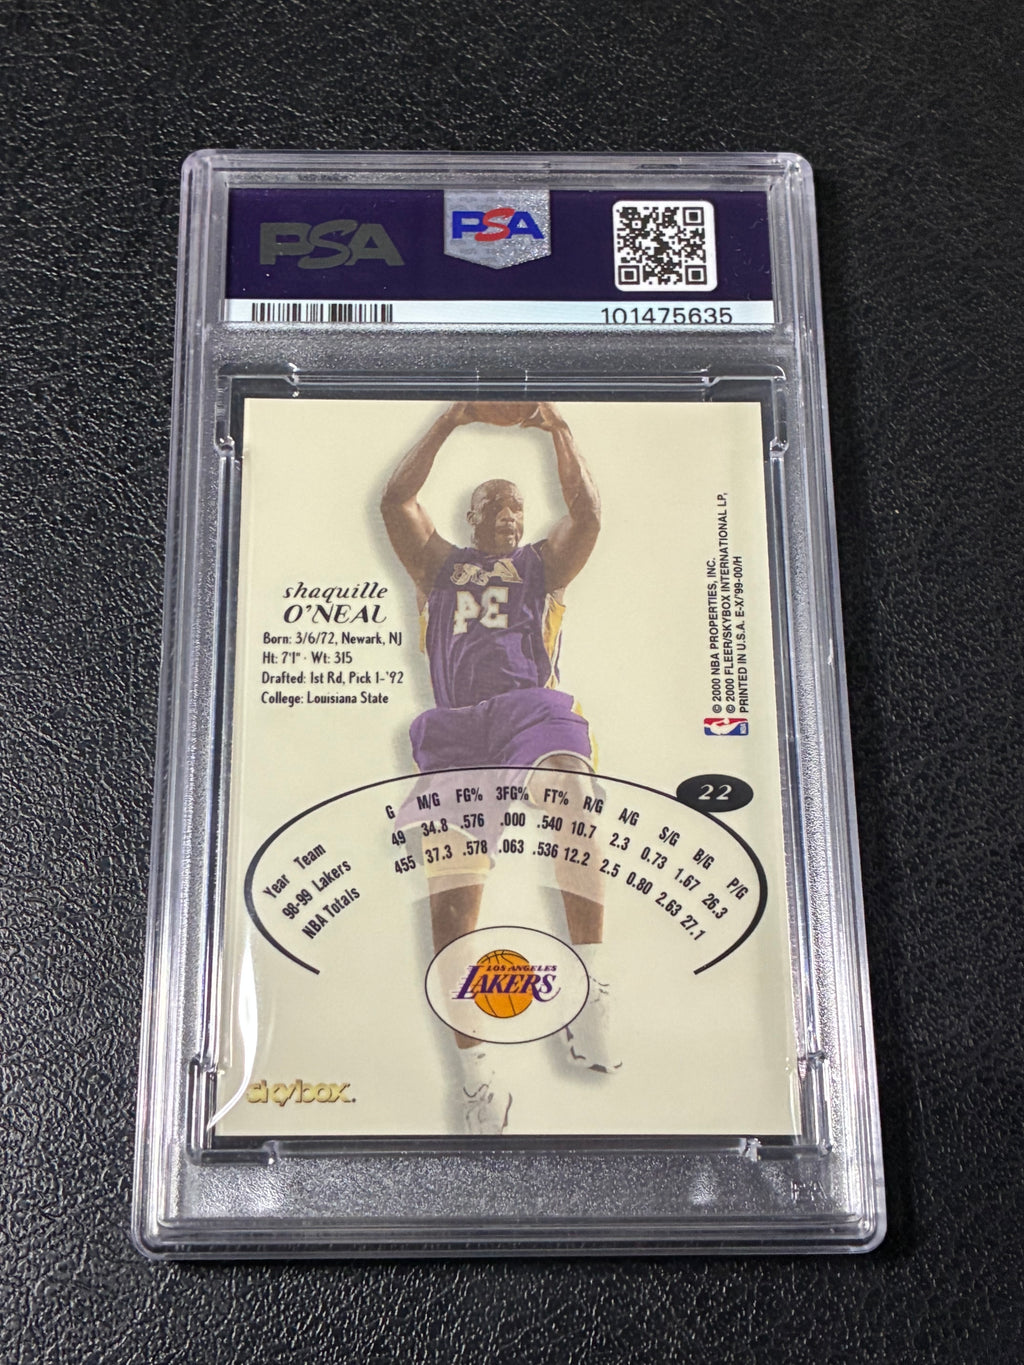 PSA
PSA
101475635
shaquille
O'NEAL
Born: 3/6/72, Newark, NJ
Ht: 7'1" · Wt: 315
Drafted: 1st Rd, Pick 1-'92
College: Louisiana State
© 2000 NBA PROPERTIES, INC.
© 2000 FLEER/SKYBOX INTERNATIONAL LP,
PRINTED IN U.S.A. E-X/'99-00/H
NBA
34
22
Year Team G M/G FG% 3FG% FT% R/G A/G S/G B/G P/G
98-99 Lakers 49 34.8 .576 .000 .540 10.7 2.3 0.73 1.67 26.3
NBA Totals 455 37.3 .578 .063 .536 12.2 2.5 0.80 2.63 27.1
LOS ANGELES
LAKERS
skybox.